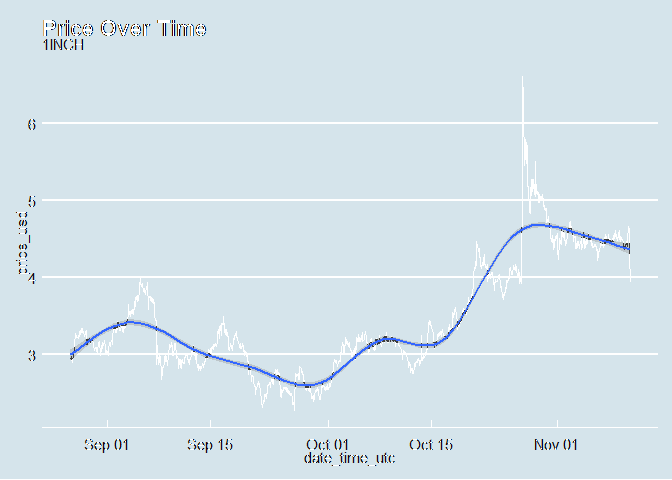 Price Over Time
1INCH
6
5
4
3
price_usd
Sep 01
Sep 15
Oct 01
Oct 15
Nov 01
date_time_utc